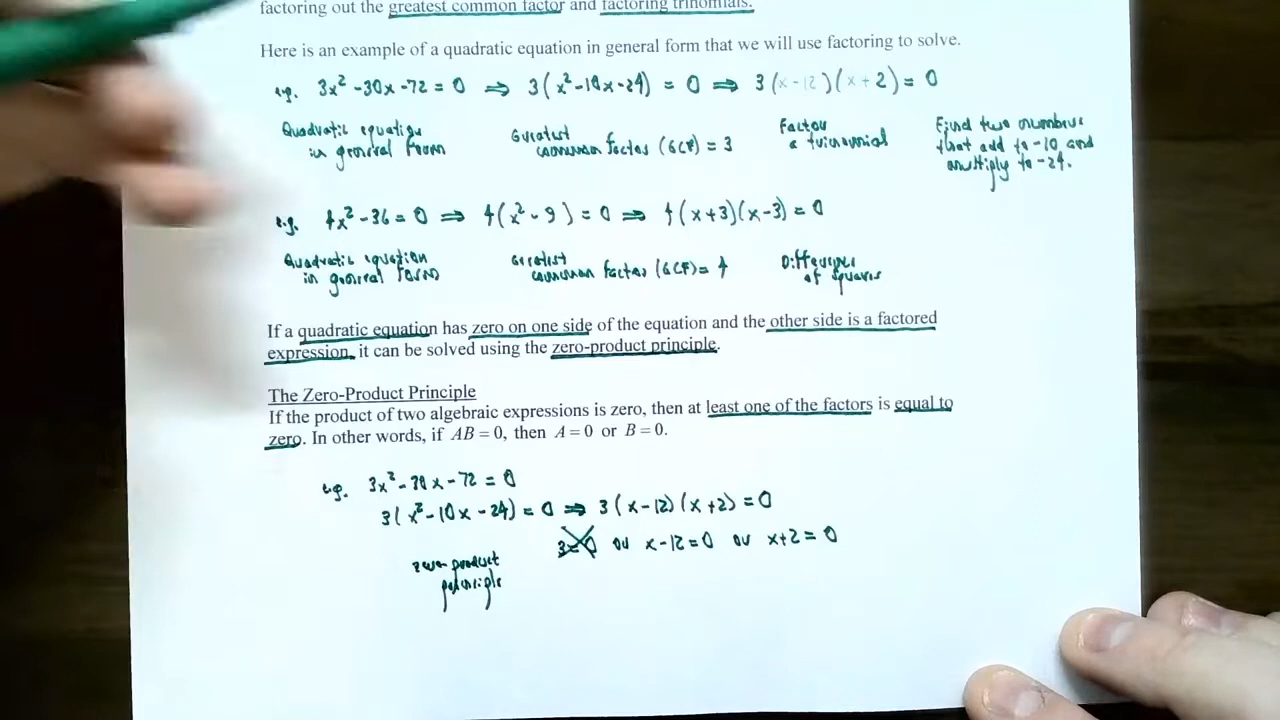 factoring out the greatest common factor and factoring trinomials.
Here is an example of a quadratic equation in general form that we will use factoring to solve.
e.g. 3x² -30x -72 = 0 ⇒ 3(x² -10x -24) = 0 ⇒ 3(x-12)(x+2) = 0
Quadratic equation
in general form
Greatest
common factor (GCF) = 3
Factor
a trinomial
Find two numbers
that add to -10 and
multiply to -24.
e.g. 4x² -36 = 0 ⇒ 4(x² - 9) = 0 ⇒ 4(x+3)(x-3) = 0
Quadratic equation
in general form
Greatest
common factor (GCF) = 4
Difference
of squares
If a quadratic equation has zero on one side of the equation and the other side is a factored
expression, it can be solved using the zero-product principle.
The Zero-Product Principle
If the product of two algebraic expressions is zero, then at least one of the factors is equal to
zero. In other words, if AB = 0, then A = 0 or B = 0.
e.g. 3x² -30x -72 = 0
3(x² -10x -24) = 0 ⇒ 3(x-12)(x+2) = 0
3=0 or x-12=0 or x+2=0
zero-product
principle